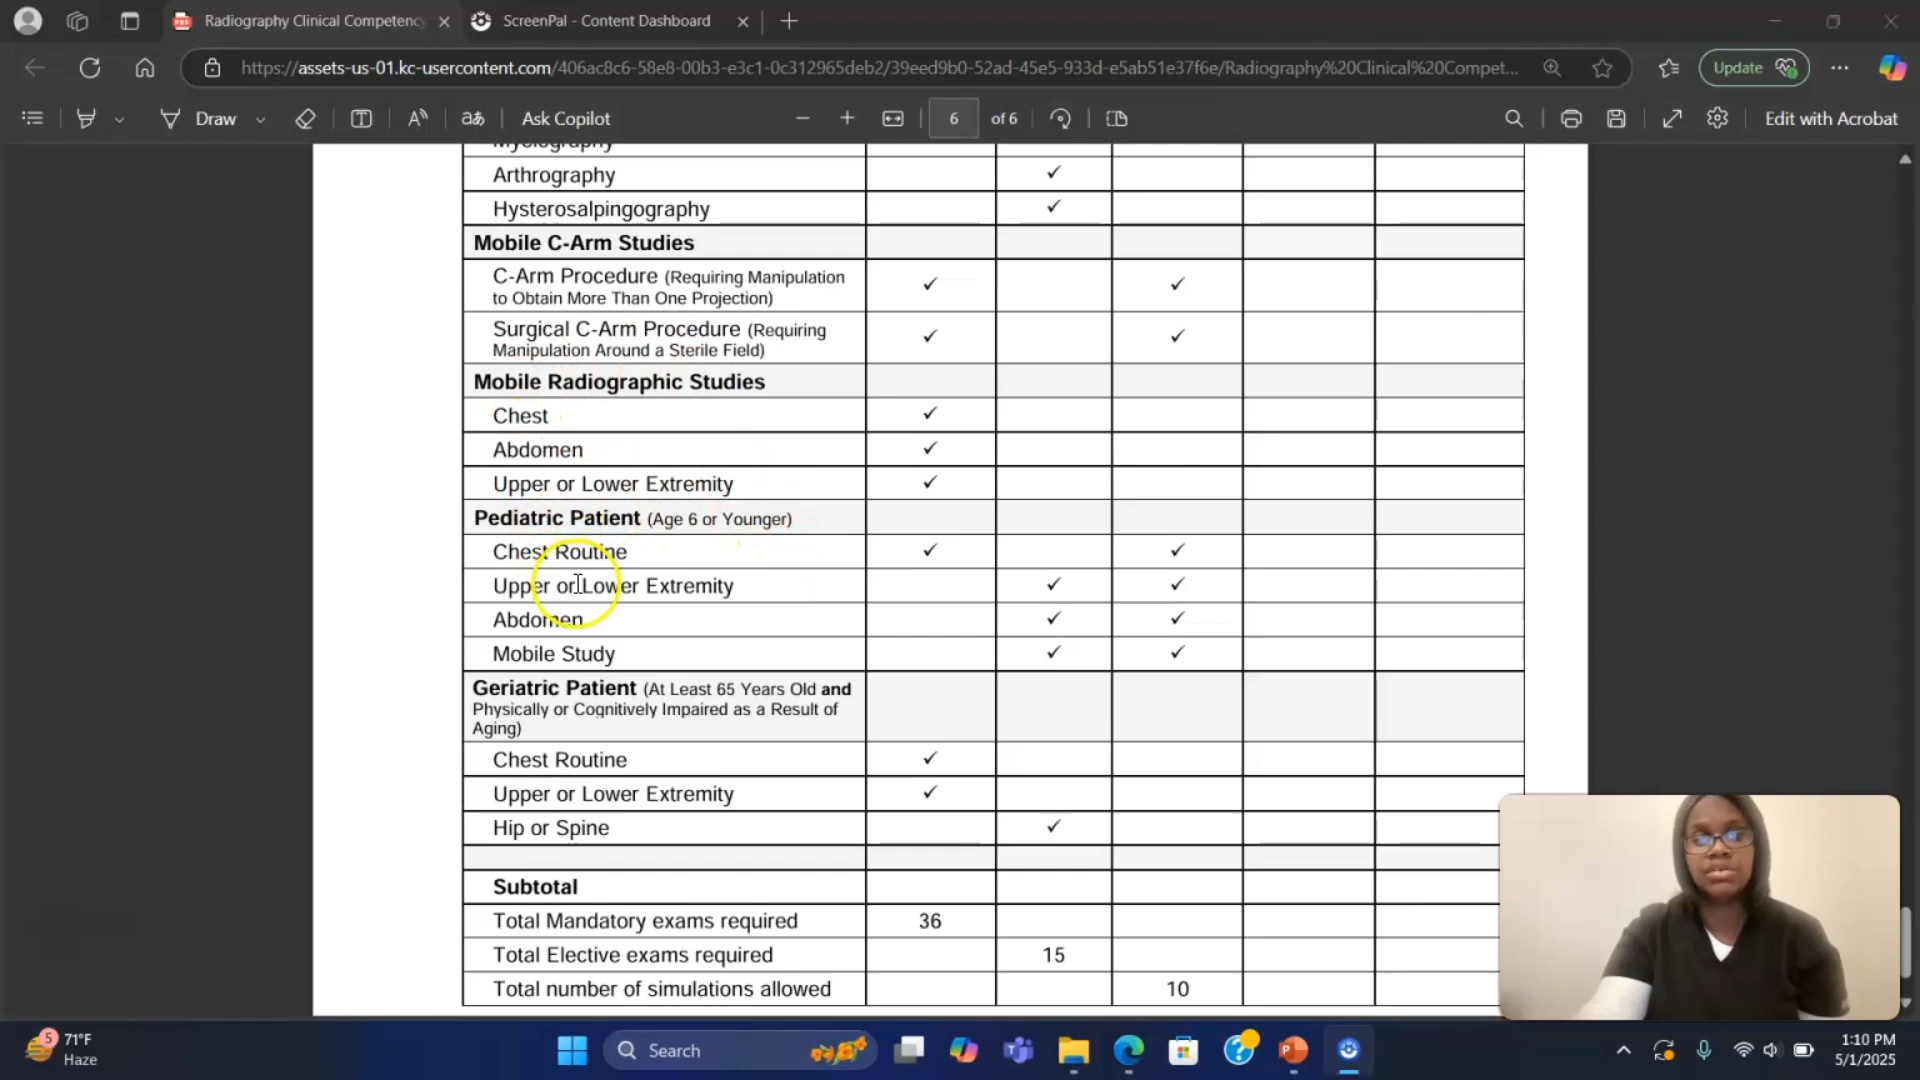 Radiography Clinical Competency
ScreenPal - Content Dashboard
https://assets-us-01.kc-usercontent.com/406ac8c6-58e8-00b3-e3c1-0c312965deb2/39eed9b0-52ad-45e5-933d-e5ab51e37f6e/Radiography%20Clinical%20Compet...
Update
Draw
Ask Copilot
6 of 6
Edit with Acrobat
Myelography
Arthrography ✓
Hysterosalpingography ✓
Mobile C-Arm Studies
C-Arm Procedure (Requiring Manipulation
to Obtain More Than One Projection) ✓ ✓
Surgical C-Arm Procedure (Requiring
Manipulation Around a Sterile Field) ✓ ✓
Mobile Radiographic Studies
Chest ✓
Abdomen ✓
Upper or Lower Extremity ✓
Pediatric Patient (Age 6 or Younger)
Chest Routine ✓ ✓
Upper or Lower Extremity ✓ ✓
Abdomen ✓ ✓
Mobile Study ✓ ✓
Geriatric Patient (At Least 65 Years Old and
Physically or Cognitively Impaired as a Result of
Aging)
Chest Routine ✓
Upper or Lower Extremity ✓
Hip or Spine ✓
Subtotal
Total Mandatory exams required 36
Total Elective exams required 15
Total number of simulations allowed 10
5
71°F
Haze
Search
1:10 PM
5/1/2025